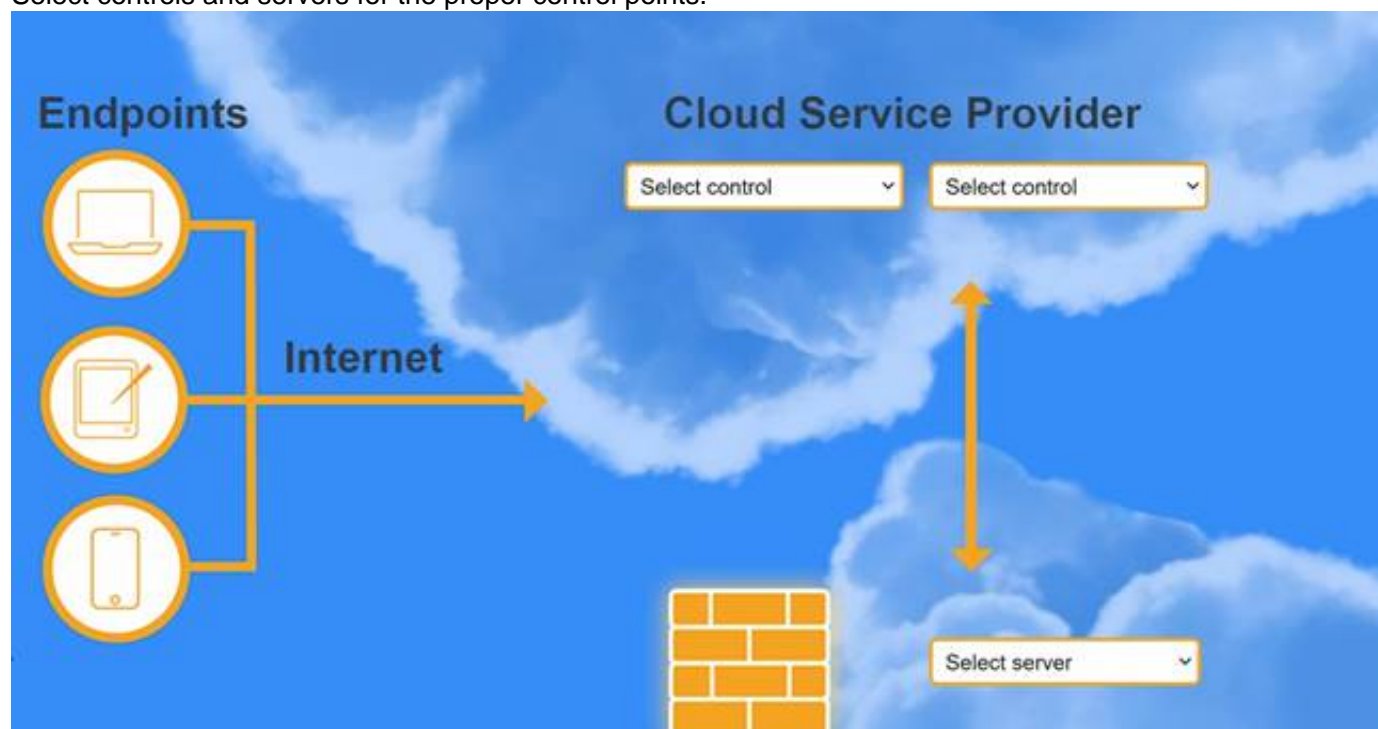 Select controls and servers for the proper control points.
Endpoints
Cloud Service Provider
Select control
Select control
Internet
Select server